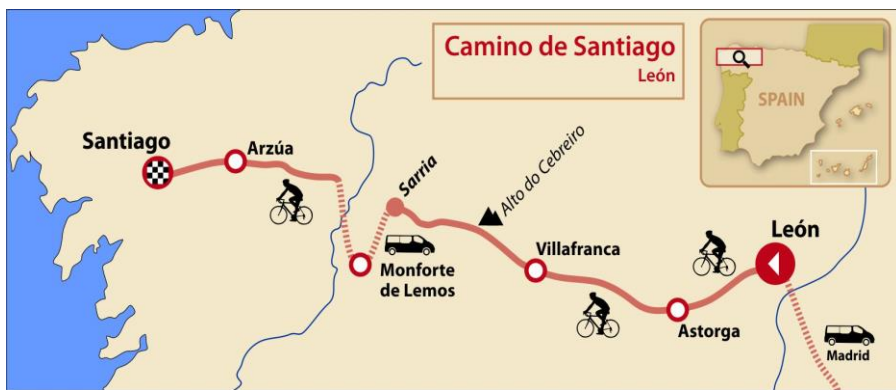 Camino de Santiago
León
SPAIN
Santiago
Arzúa
Sarria
Alto do Cebreiro
Monforte
de Lemos
Villafranca
Astorga
León
Madrid